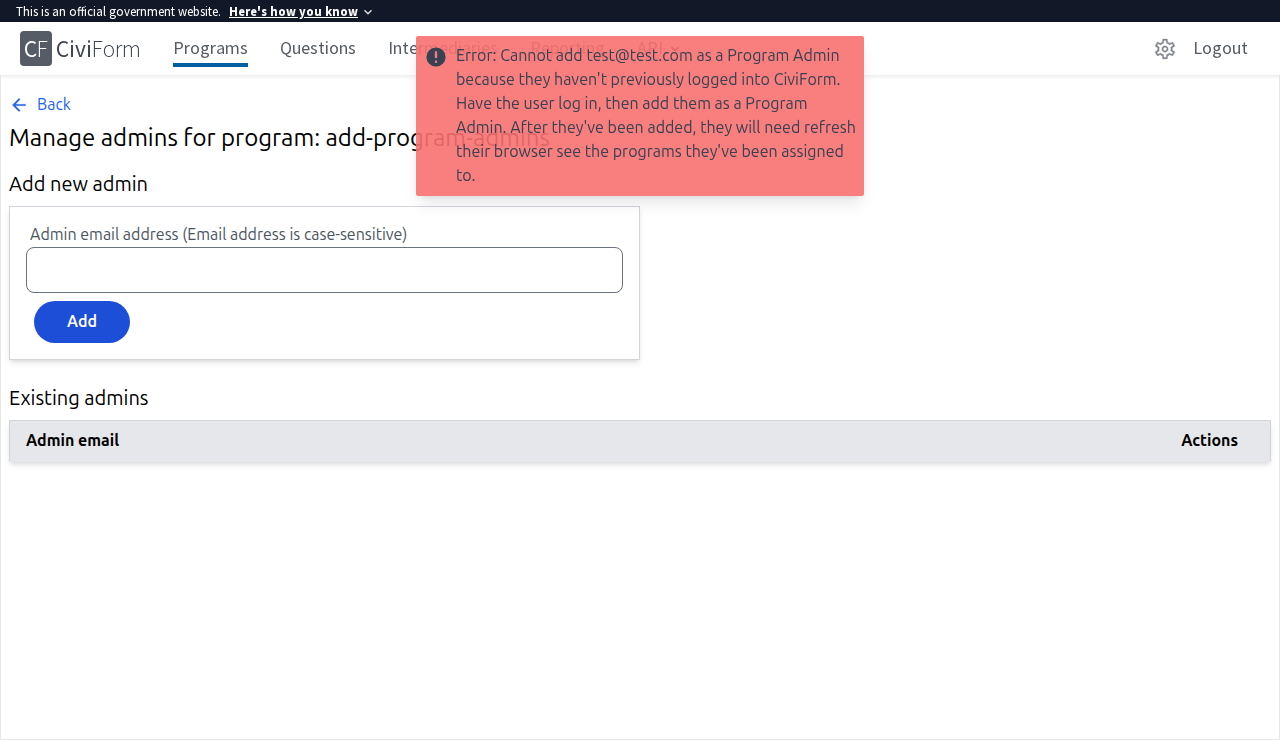 This is an official government website. Here's how you know
CF CiviForm Programs Questions Intermediaries Reporting API Logout
Error: Cannot add test@test.com as a Program Admin
because they haven't previously logged into CiviForm.
Have the user log in, then add them as a Program
Admin. After they've been added, they will need refresh
their browser see the programs they've been assigned
to.
Back
Manage admins for program: add-program-admins
Add new admin
Admin email address (Email address is case-sensitive)
Add
Existing admins
Admin email Actions